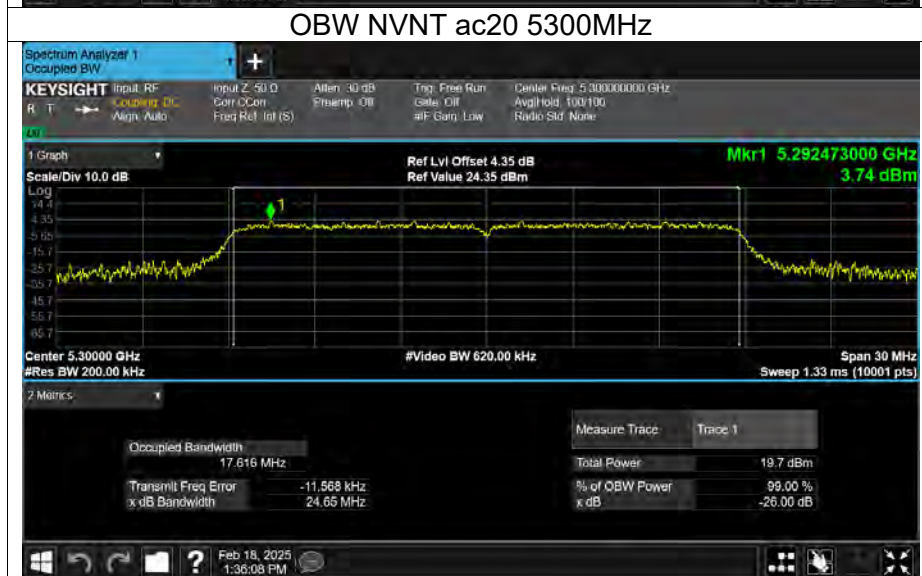 OBW NVNT ac20 5300MHz
Spectrum Analyzer 1
Occupied BW
+
KEYSIGHT Input: RF
R T Coupling: DC
Align: Auto
Input Z: 50 Ω
Corr CCorr
Freq Ref: Int (S)
Atten: 30 dB
Preamp: Off
Trig: Free Run
Gate: Off
#IF Gain: Low
Center Freq: 5.300000000 GHz
Avg|Hold: 100/100
Radio Std: None
1 Graph
Scale/Div 10.0 dB
Ref Lvl Offset 4.35 dB
Ref Value 24.35 dBm
Mkr1 5.292473000 GHz
3.74 dBm
Log
14.4
4.35
-5.65
-15.7
-25.7
-35.7
-45.7
-55.7
-65.7
1
Center 5.30000 GHz
#Res BW 200.00 kHz
#Video BW 620.00 kHz
Span 30 MHz
Sweep 1.33 ms (10001 pts)
2 Metrics
Measure Trace Trace 1
Occupied Bandwidth
17.616 MHz
Total Power 19.7 dBm
Transmit Freq Error -11.568 kHz
% of OBW Power 99.00 %
x dB Bandwidth 24.65 MHz
x dB -26.00 dB
?
Feb 18, 2025
1:36:08 PM